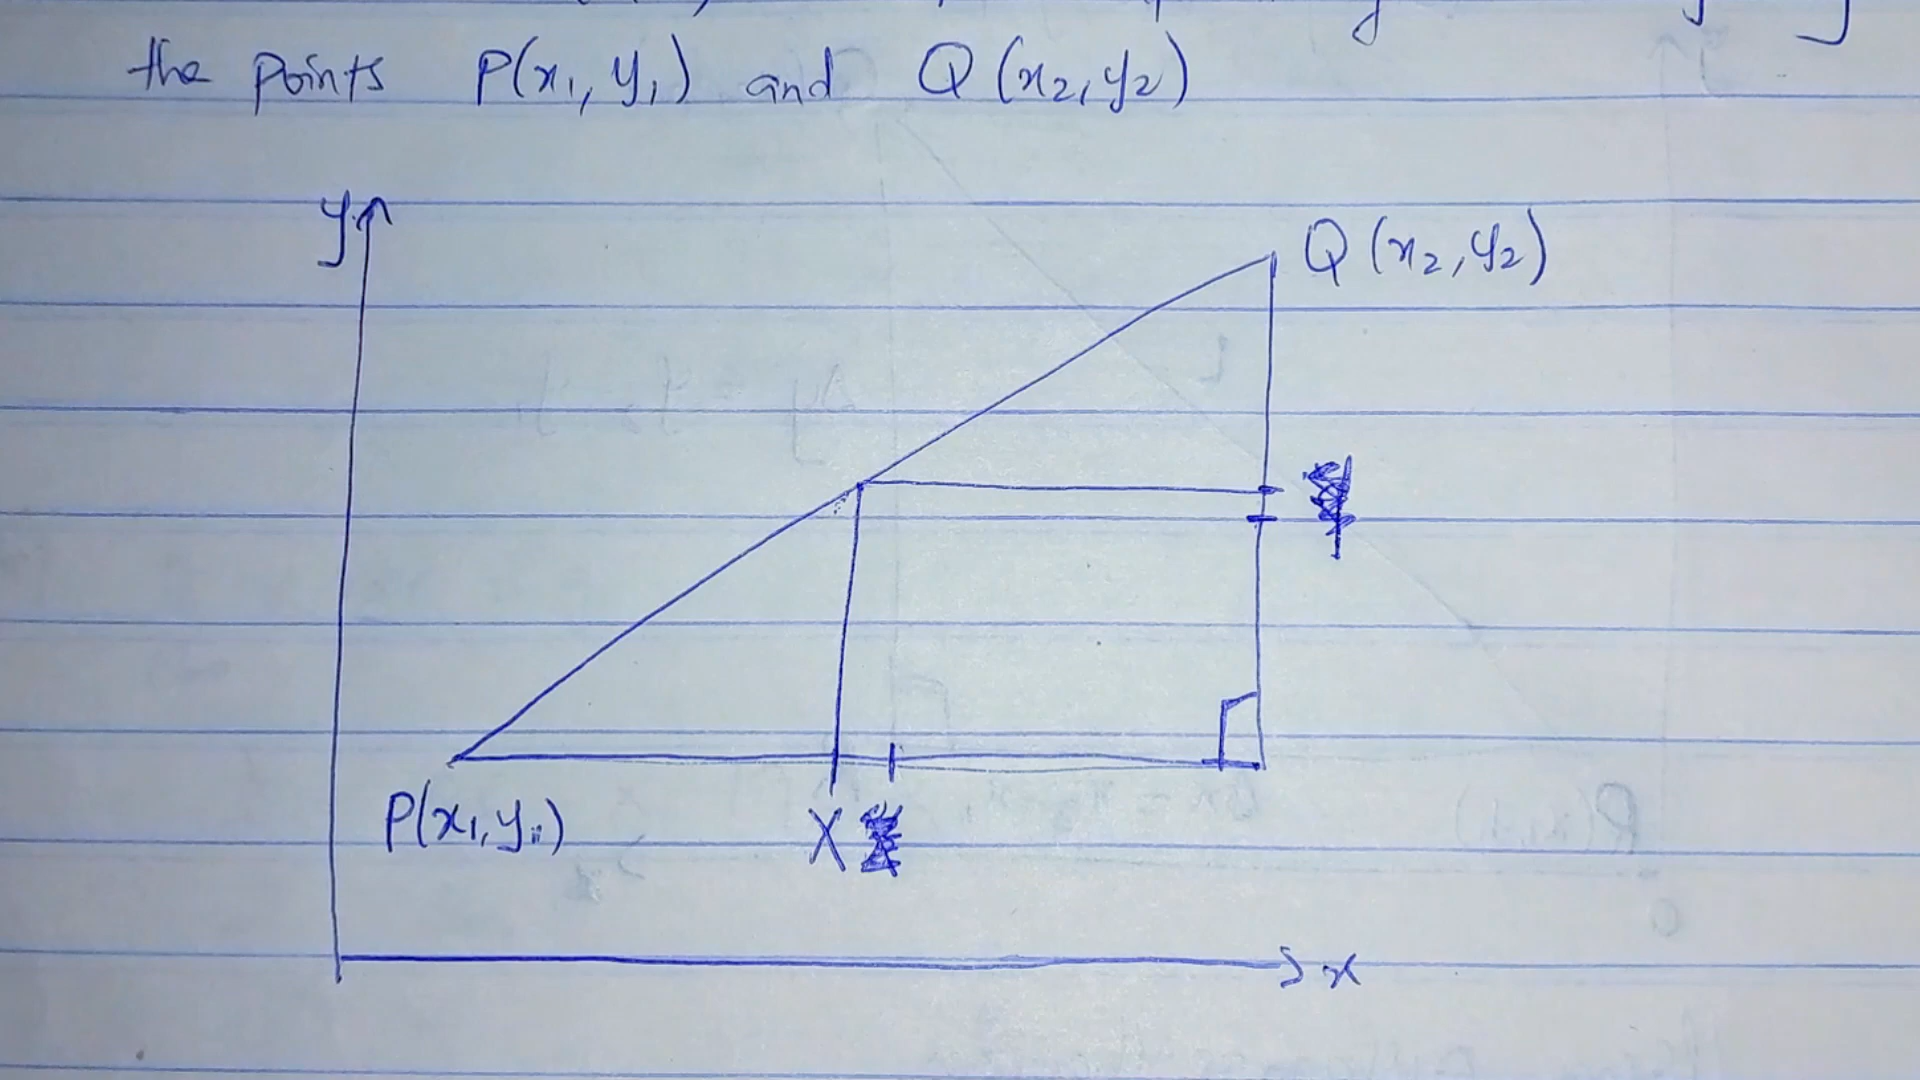 the points P(x₁, y₁) and Q(x₂, y₂)
y
Q(x₂, y₂)
P(x₁, y₁)
X
x